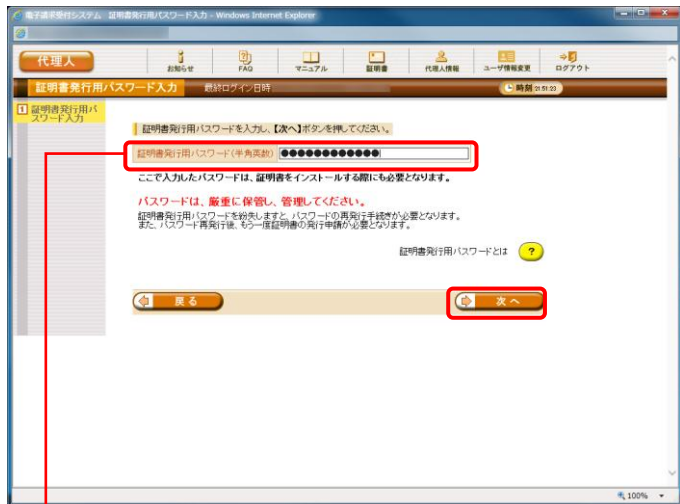 電子請求受付システム 証明書発行用パスワード入力 - Windows Internet Explorer
代理人
お知らせ FAQ マニュアル 証明書 代理人情報 ユーザ情報変更 ログアウト
証明書発行用パスワード入力 最終ログイン日時 時刻 21:51:23
1 証明書発行用パ
スワード入力
証明書発行用パスワードを入力し、【次へ】ボタンを押してください。
証明書発行用パスワード(半角英数) ●●●●●●●●●●●●
ここで入力したパスワードは、証明書をインストールする際にも必要となります。
パスワードは、厳重に保管し、管理してください。
証明書発行用パスワードを紛失しますと、パスワードの再発行手続きが必要となります。
また、パスワード再発行後、もう一度証明書の発行申請が必要となります。
証明書発行用パスワードとは ?
戻る 次へ
100%